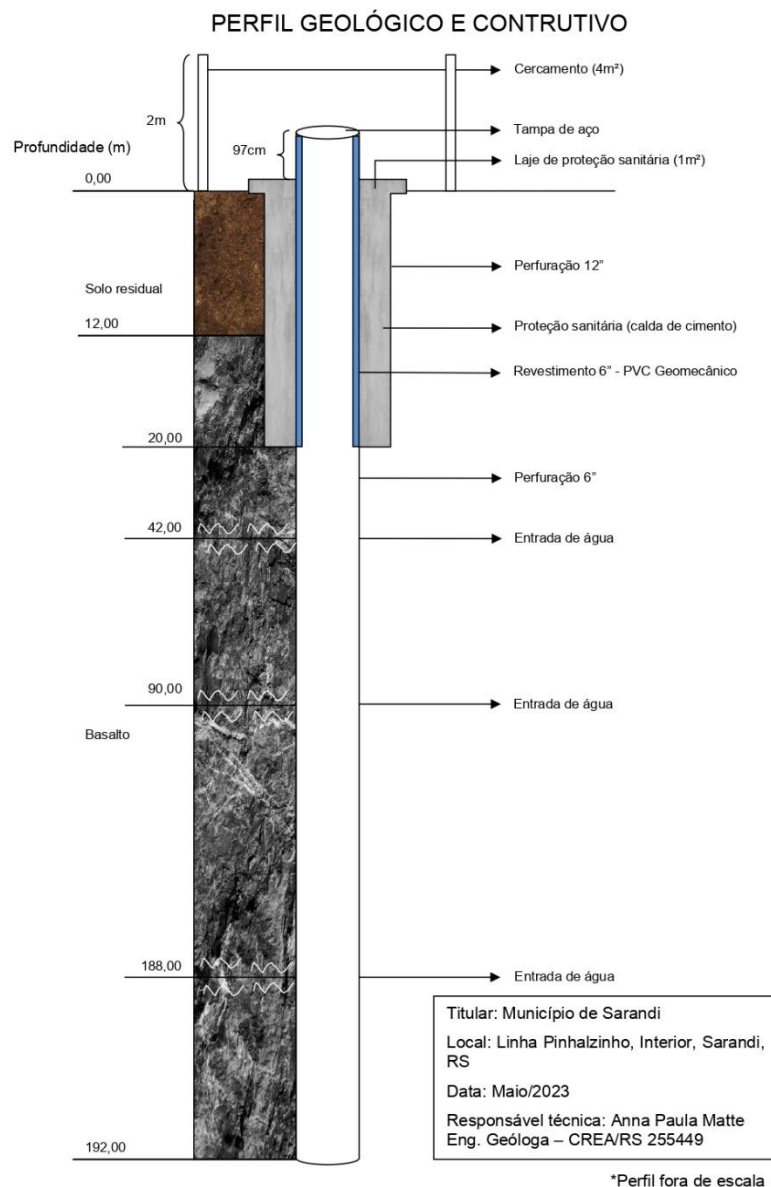 PERFIL GEOLÓGICO E CONTRUTIVO
Cercamento (4m²)
2m
Tampa de aço
Profundidade (m)
97cm
Laje de proteção sanitária (1m²)
0,00
Perfuração 12”
Solo residual
12,00
Proteção sanitária (calda de cimento)
Revestimento 6” - PVC Geomecânico
20,00
Perfuração 6”
42,00
Entrada de água
90,00
Entrada de água
Basalto
188,00
Entrada de água
Titular: Município de Sarandi
Local: Linha Pinhalzinho, Interior, Sarandi,
RS
Data: Maio/2023
Responsável técnica: Anna Paula Matte
Eng. Geóloga – CREA/RS 255449
192,00
*Perfil fora de escala